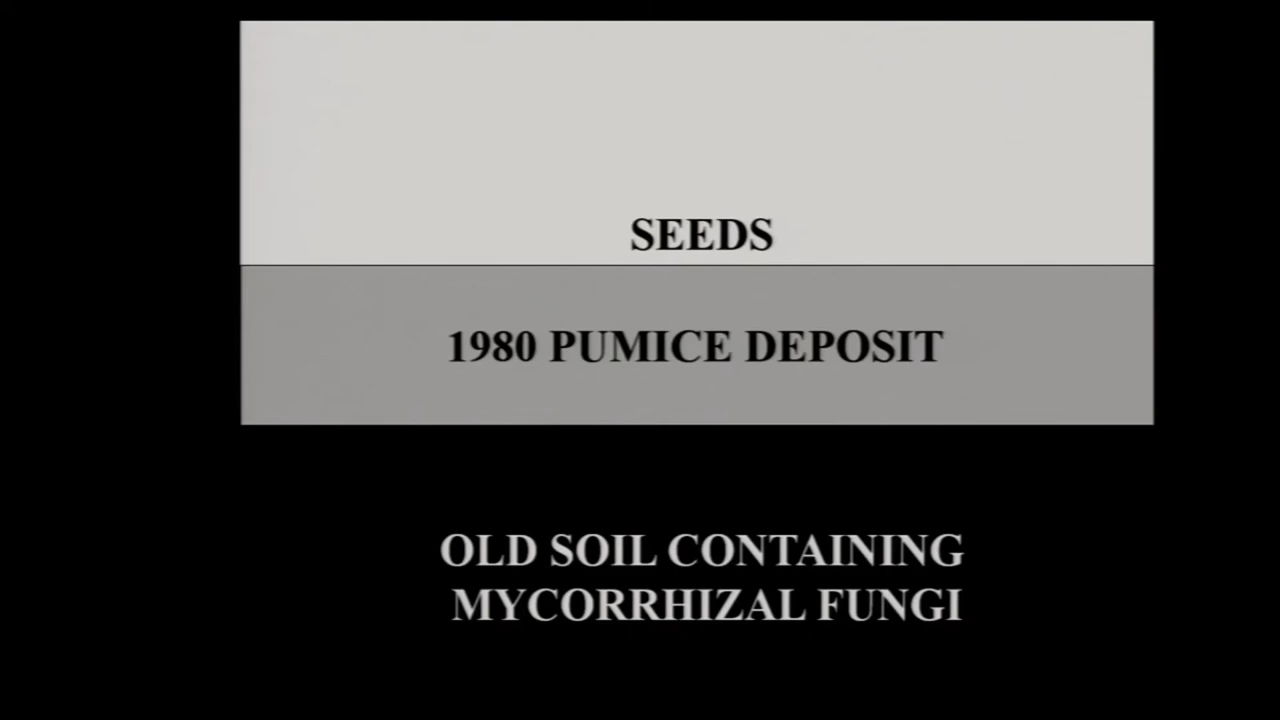 SEEDS
1980 PUMICE DEPOSIT
OLD SOIL CONTAINING
MYCORRHIZAL FUNGI